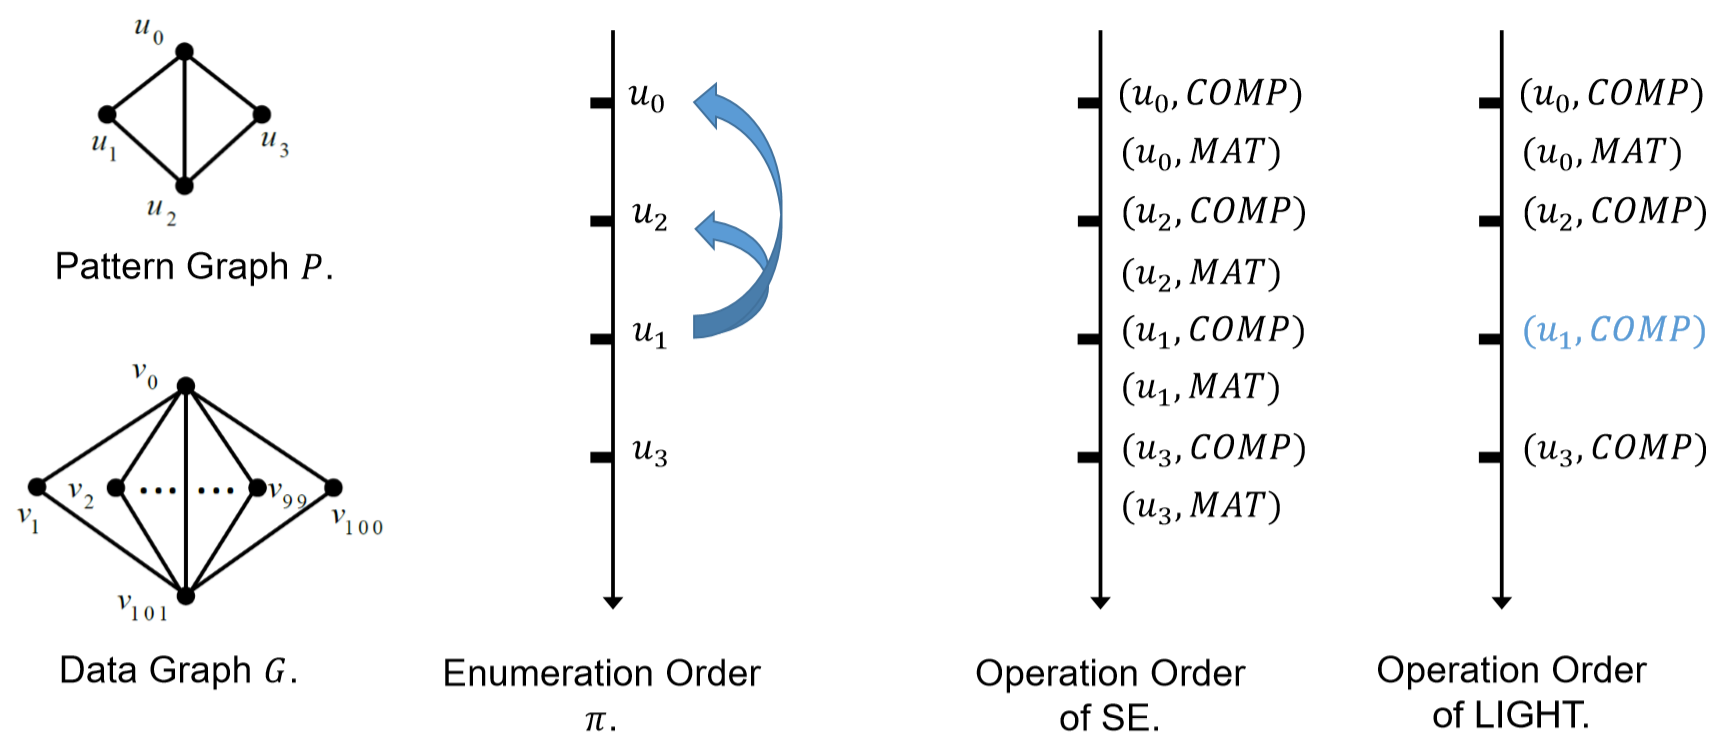 u0
u1
u3
u2
Pattern Graph P.
v0
v1
v2
...... 
v99
v100
v101
Data Graph G.
u0
u2
u1
u3
Enumeration Order
π.
(u0, COMP)
(u0, MAT)
(u2, COMP)
(u2, MAT)
(u1, COMP)
(u1, MAT)
(u3, COMP)
(u3, MAT)
Operation Order
of SE.
(u0, COMP)
(u0, MAT)
(u2, COMP)
(u1, COMP)
(u3, COMP)
Operation Order
of LIGHT.